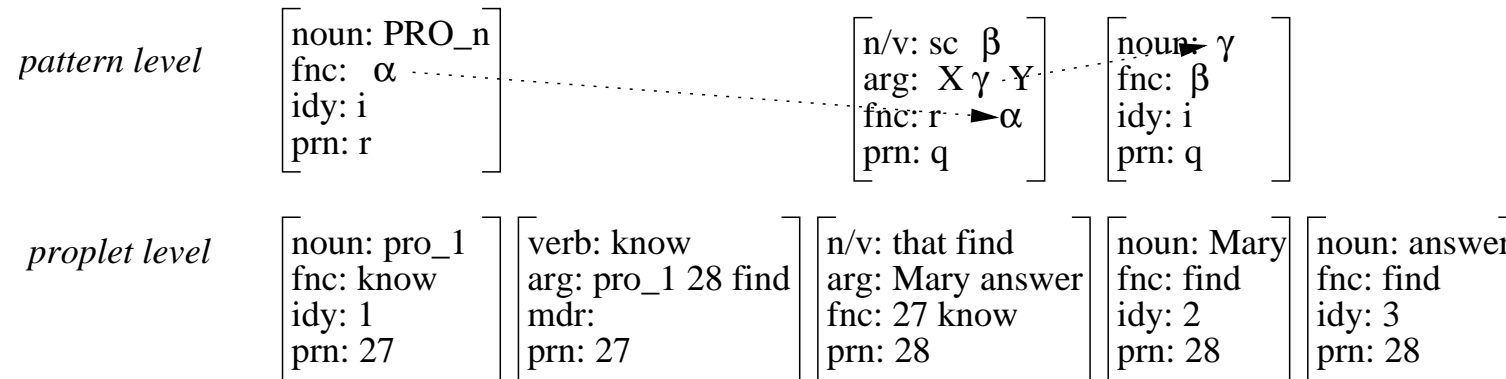 pattern level
noun: PRO_n
fnc: α
idy: i
prn: r
n/v: sc β
arg: X γ Y
fnc: r α
prn: q
noun: γ
fnc: β
idy: i
prn: q
proplet level
noun: pro_1
fnc: know
idy: 1
prn: 27
verb: know
arg: pro_1 28 find
mdr:
prn: 27
n/v: that find
arg: Mary answer
fnc: 27 know
prn: 28
noun: Mary
fnc: find
idy: 2
prn: 28
noun: answer
fnc: find
idy: 3
prn: 28